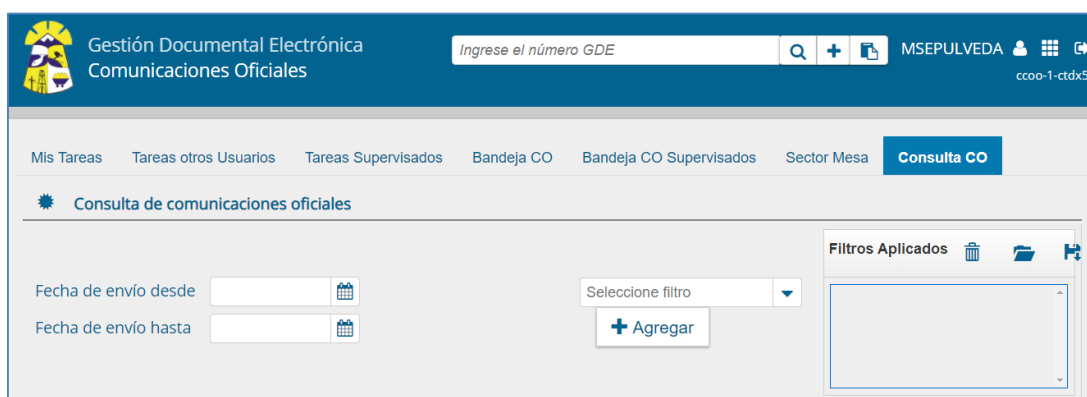 Gestión Documental Electrónica
Comunicaciones Oficiales
Ingrese el número GDE
MSEPULVEDA
ccoo-1-ctdx5
Mis Tareas Tareas otros Usuarios Tareas Supervisados Bandeja CO Bandeja CO Supervisados Sector Mesa Consulta CO
Consulta de comunicaciones oficiales
Filtros Aplicados
Fecha de envío desde
Seleccione filtro
Fecha de envío hasta
Agregar